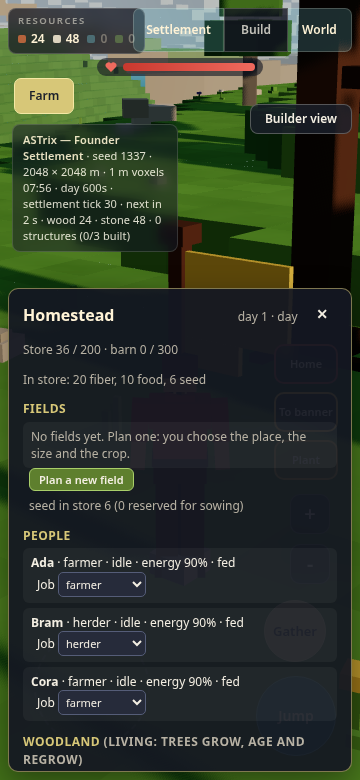 RESOURCES
24 48 0 0
Settlement
Build
World
Farm
Builder view
ASTrix — Founder
Settlement · seed 1337 ·
2048 × 2048 m · 1 m voxels
07:56 · day 600s ·
settlement tick 30 · next in
2 s · wood 24 · stone 48 · 0
structures (0/3 built)
Homestead
day 1 · day ×
Store 36 / 200 · barn 0 / 300
In store: 20 fiber, 10 food, 6 seed
Home
FIELDS
To banner
No fields yet. Plan one: you choose the place, the
size and the crop.
Plant
Plan a new field
seed in store 6 (0 reserved for sowing)
+
PEOPLE
Ada · farmer · idle · energy 90% · fed
-
Job farmer
Bram · herder · idle · energy 90% · fed
Job herder
Gather
Cora · farmer · idle · energy 90% · fed
Job farmer
Jump
WOODLAND (LIVING: TREES GROW, AGE AND
REGROW)